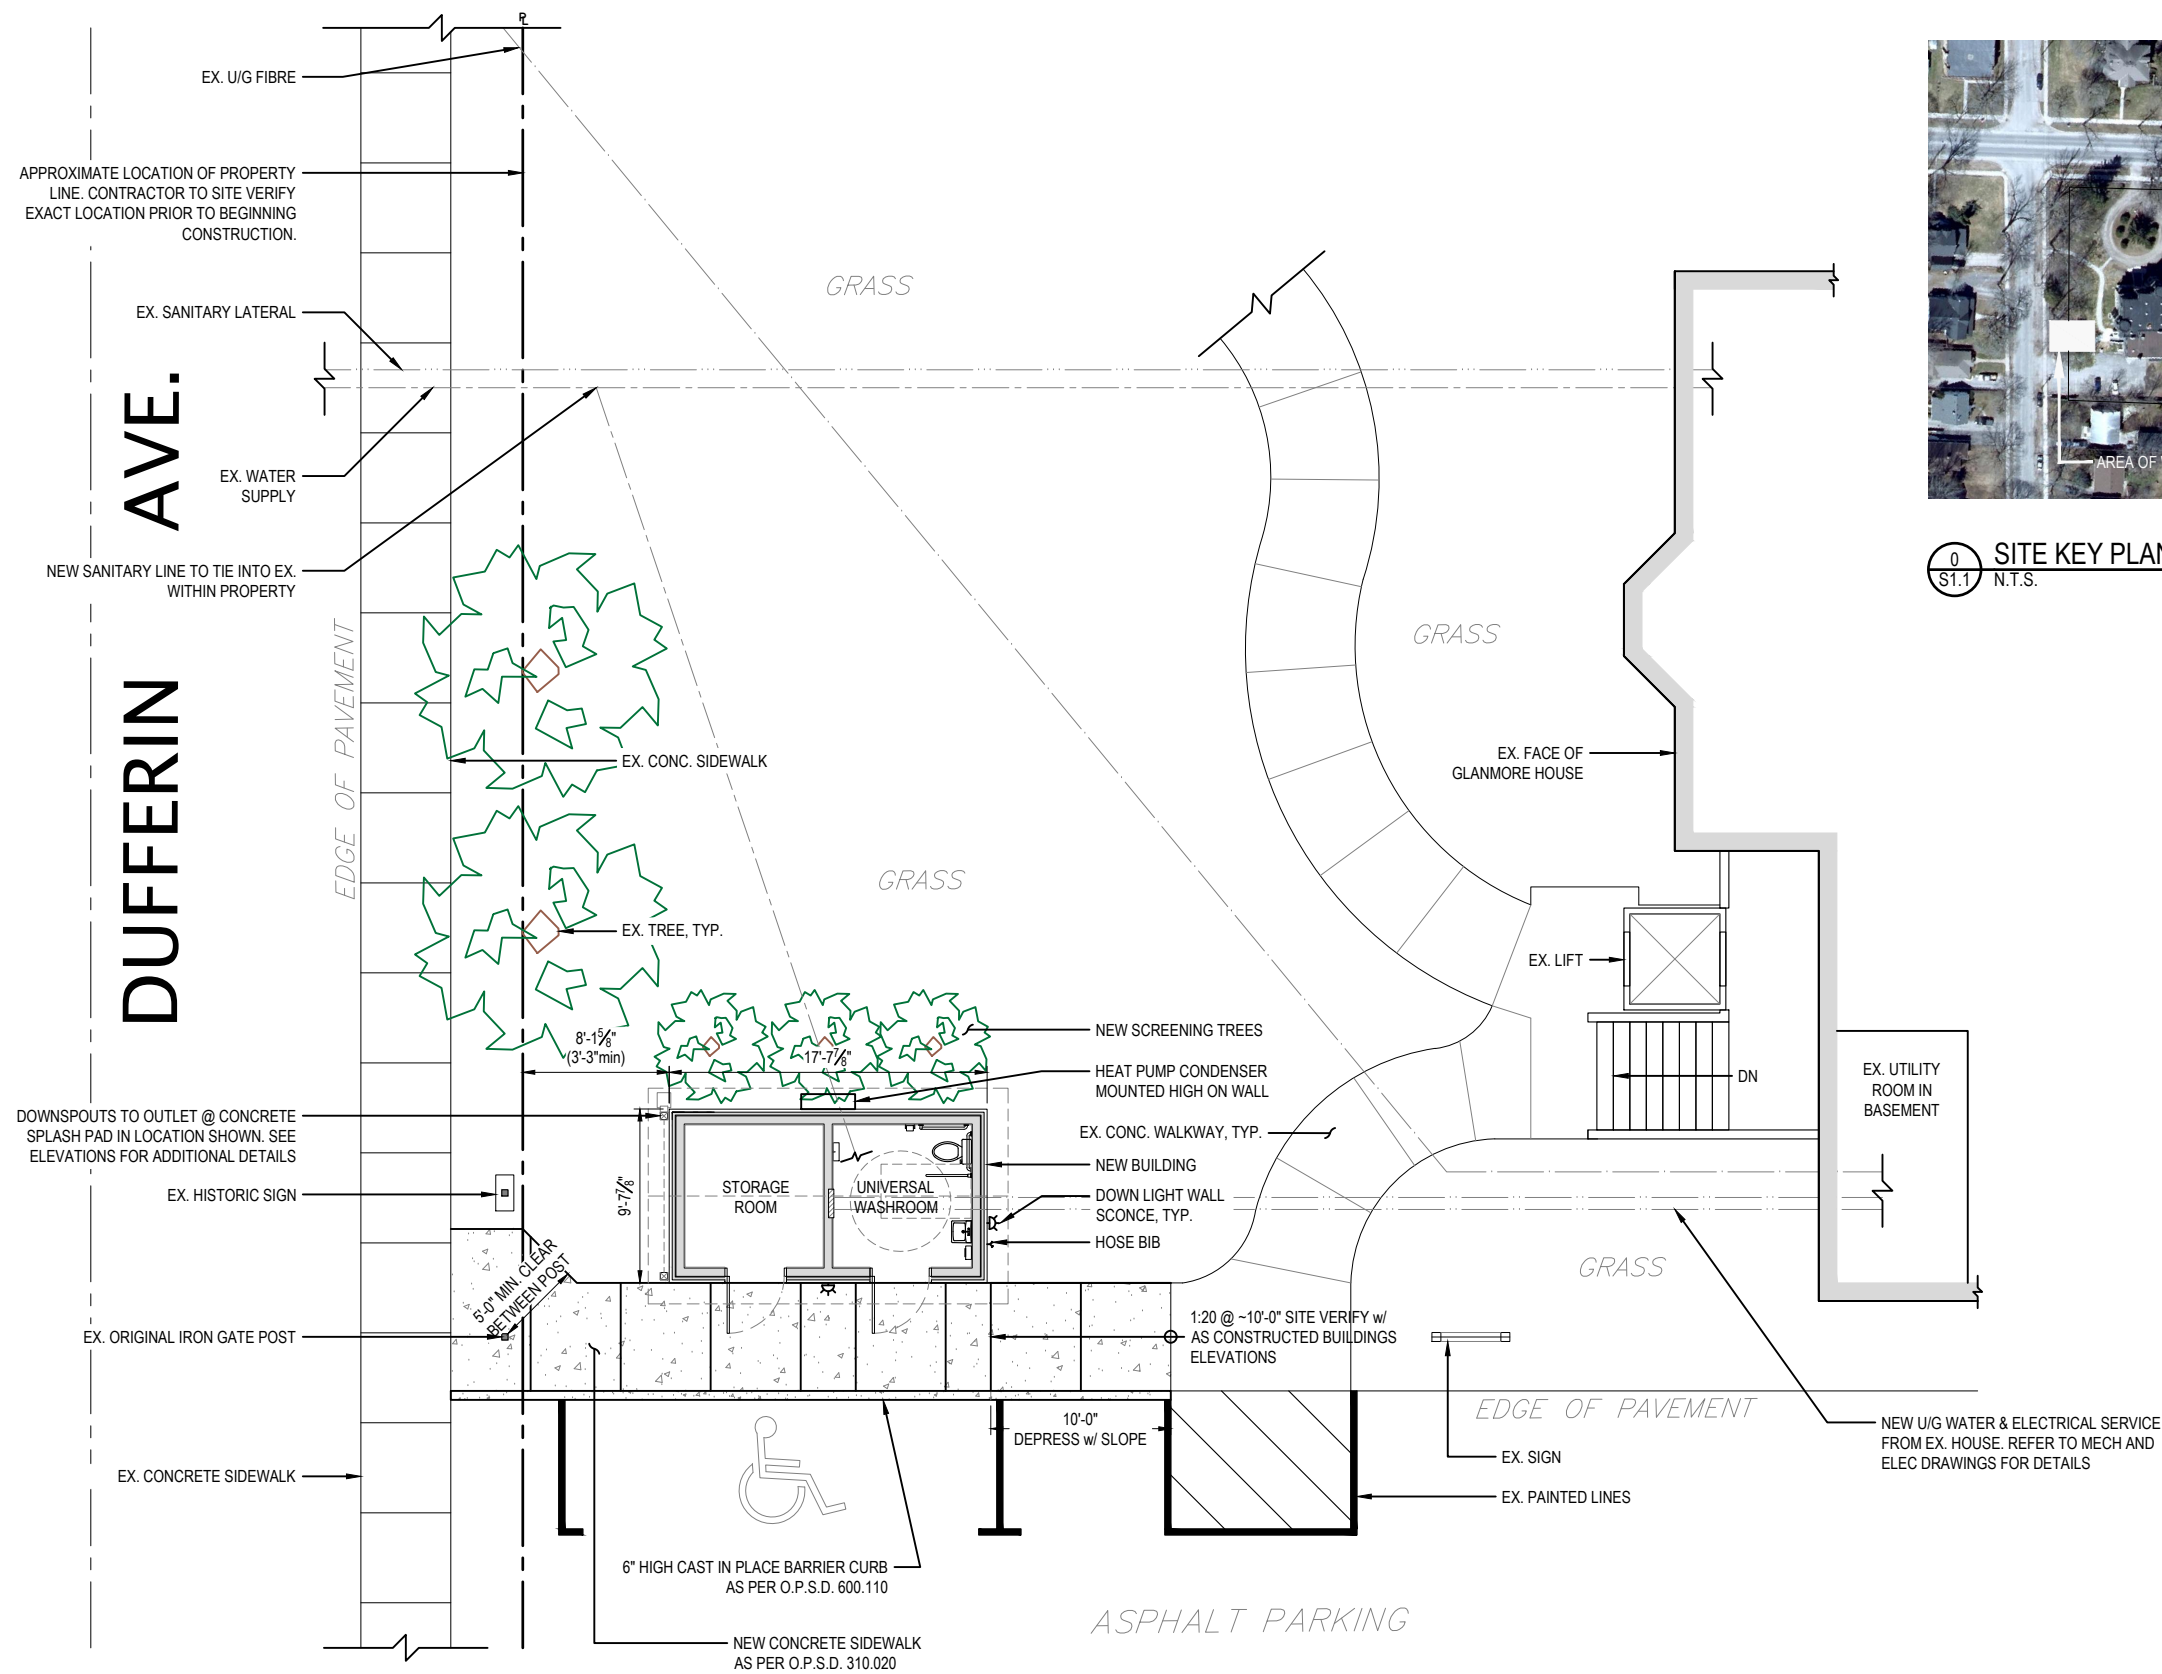 PL
EX. U/G FIBRE
APPROXIMATE LOCATION OF PROPERTY
LINE. CONTRACTOR TO SITE VERIFY
EXACT LOCATION PRIOR TO BEGINNING
CONSTRUCTION.
EX. SANITARY LATERAL
EX. WATER
SUPPLY
NEW SANITARY LINE TO TIE INTO EX.
WITHIN PROPERTY
DUFFERIN AVE.
EDGE OF PAVEMENT
GRASS
GRASS
GRASS
GRASS
AREA OF
0
S1.1
SITE KEY PLAN
N.T.S.
EX. CONC. SIDEWALK
EX. FACE OF
GLANMORE HOUSE
EX. TREE, TYP.
EX. LIFT
8'-1 5/8"
(3'-3"min)
17'-7 7/8"
9'-7 7/8"
NEW SCREENING TREES
HEAT PUMP CONDENSER
MOUNTED HIGH ON WALL
DN
EX. UTILITY
ROOM IN
BASEMENT
DOWNSPOUTS TO OUTLET @ CONCRETE
SPLASH PAD IN LOCATION SHOWN. SEE
ELEVATIONS FOR ADDITIONAL DETAILS
EX. CONC. WALKWAY, TYP.
NEW BUILDING
EX. HISTORIC SIGN
STORAGE
ROOM
UNIVERSAL
WASHROOM
DOWN LIGHT WALL
SCONCE, TYP.
HOSE BIB
5'-0" MIN. CLEAR
BETWEEN POST
EX. ORIGINAL IRON GATE POST
1:20 @ ~10'-0" SITE VERIFY w/
AS CONSTRUCTED BUILDINGS
ELEVATIONS
10'-0"
DEPRESS w/ SLOPE
EDGE OF PAVEMENT
NEW U/G WATER & ELECTRICAL SERVICE
FROM EX. HOUSE. REFER TO MECH AND
ELEC DRAWINGS FOR DETAILS
EX. SIGN
EX. CONCRETE SIDEWALK
EX. PAINTED LINES
6" HIGH CAST IN PLACE BARRIER CURB
AS PER O.P.S.D. 600.110
ASPHALT PARKING
NEW CONCRETE SIDEWALK
AS PER O.P.S.D. 310.020